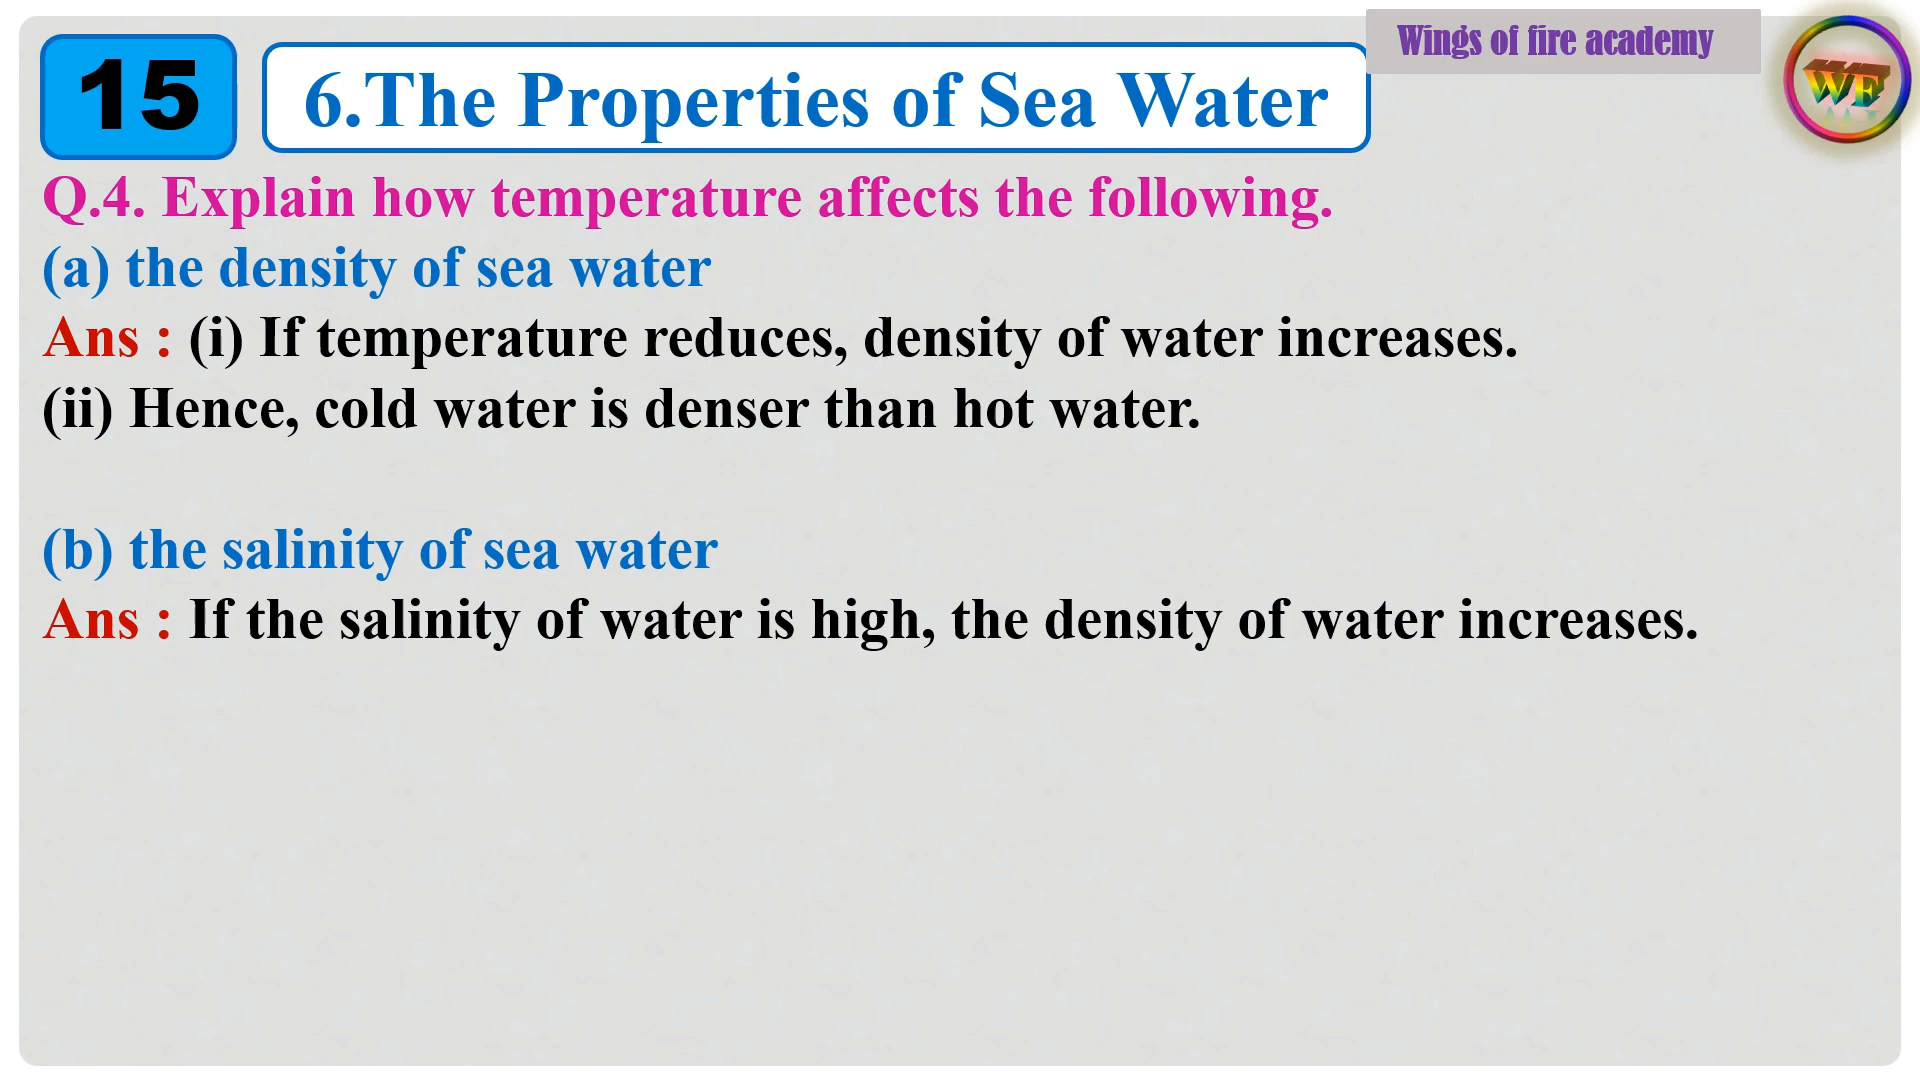 Wings of fire academy
WF
15
6.The Properties of Sea Water
Q.4. Explain how temperature affects the following.
(a) the density of sea water
Ans : (i) If temperature reduces, density of water increases.
(ii) Hence, cold water is denser than hot water.
(b) the salinity of sea water
Ans : If the salinity of water is high, the density of water increases.